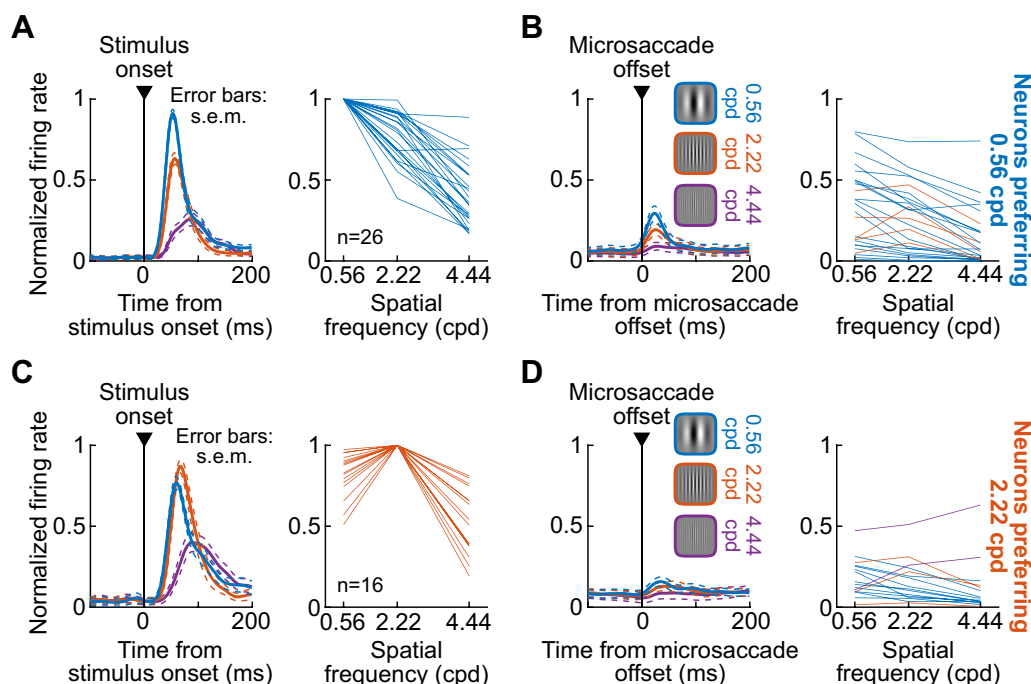 A
Stimulus
onset
Error bars:
s.e.m.
Normalized firing rate
1
0.5
0
0
200
Time from
stimulus onset (ms)
1
0.5
0
n=26
0.56 2.22 4.44
Spatial
frequency (cpd)
B
Microsaccade
offset
0.56
cpd
2.22
cpd
4.44
cpd
1
0.5
0
0
200
Time from microsaccade
offset (ms)
1
0.5
0
0.56 2.22 4.44
Spatial
frequency (cpd)
Neurons preferring
0.56 cpd
C
Stimulus
onset
Error bars:
s.e.m.
Normalized firing rate
1
0.5
0
0
200
Time from
stimulus onset (ms)
1
0.5
0
n=16
0.56 2.22 4.44
Spatial
frequency (cpd)
D
Microsaccade
offset
0.56
cpd
2.22
cpd
4.44
cpd
1
0.5
0
0
200
Time from microsaccade
offset (ms)
1
0.5
0
0.56 2.22 4.44
Spatial
frequency (cpd)
Neurons preferring
2.22 cpd